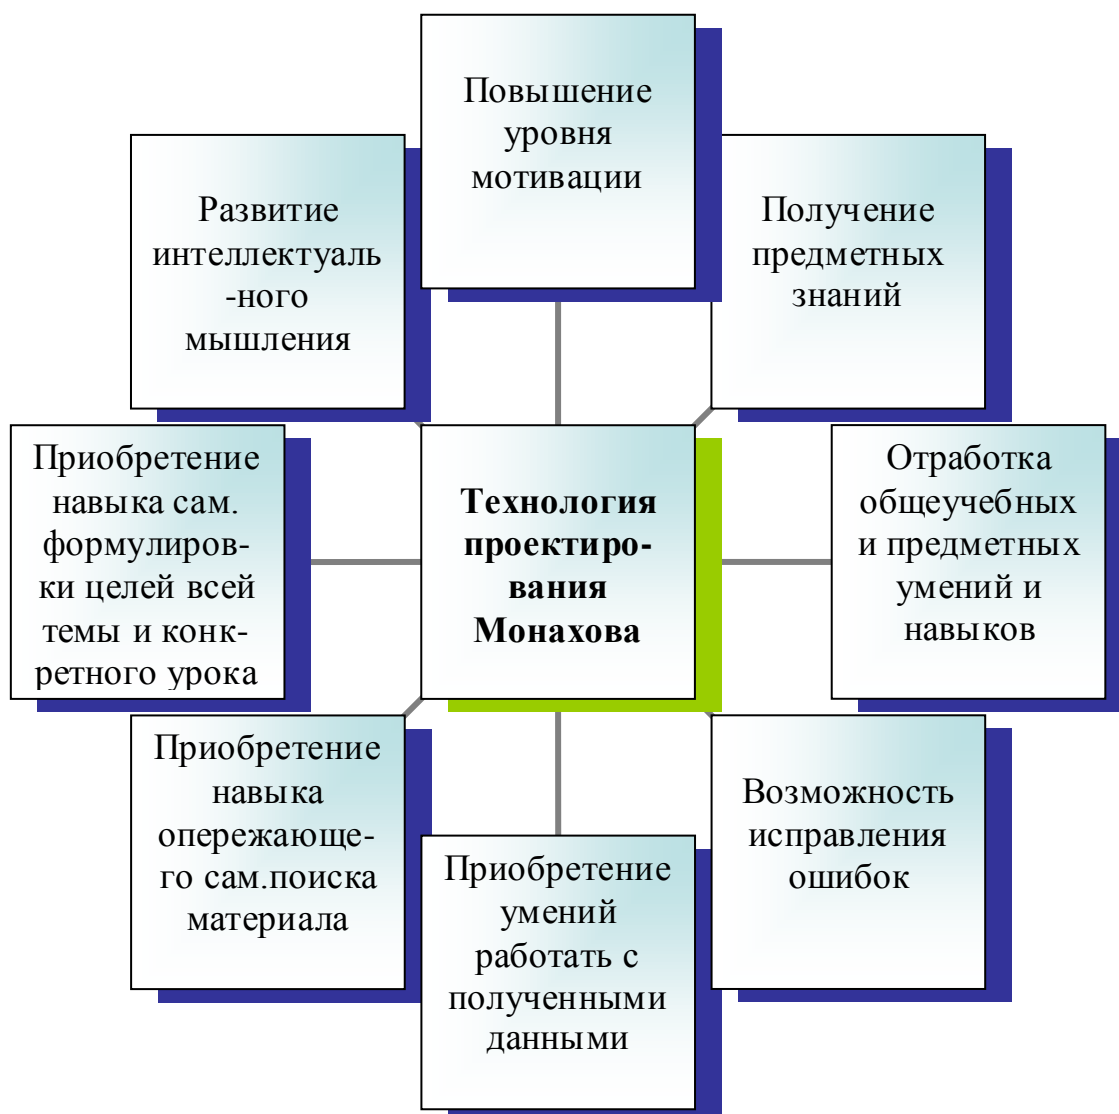 Повышение
уровня
мотивации
Развитие
интеллектуаль
-ного
мышления
Получение
предметных
знаний
Приобретение
навыка сам.
формулиров-
ки целей всей
темы и конк-
ретного урока
Технология
проектиро-
вания
Монахова
Отработка
общеучебных
и предметных
умений и
навыков
Приобретение
навыка
опережающе-
го сам.поиска
материала
Приобретение
умений
работать с
полученными
данными
Возможность
исправления
ошибок